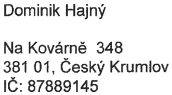 Dominik Hajný
Na Kovárně 348
381 01, Český Krumlov
IČ: 87889145